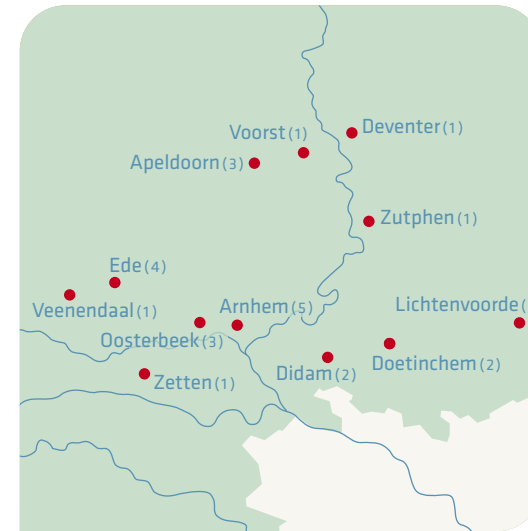 Deventer (1)
Voorst (1)
Apeldoorn (3)
Zutphen (1)
Ede (4)
Veenendaal (1)
Arnhem (5)
Lichtenvoorde (
Oosterbeek (3)
Doetinchem (2)
Didam (2)
Zetten (1)